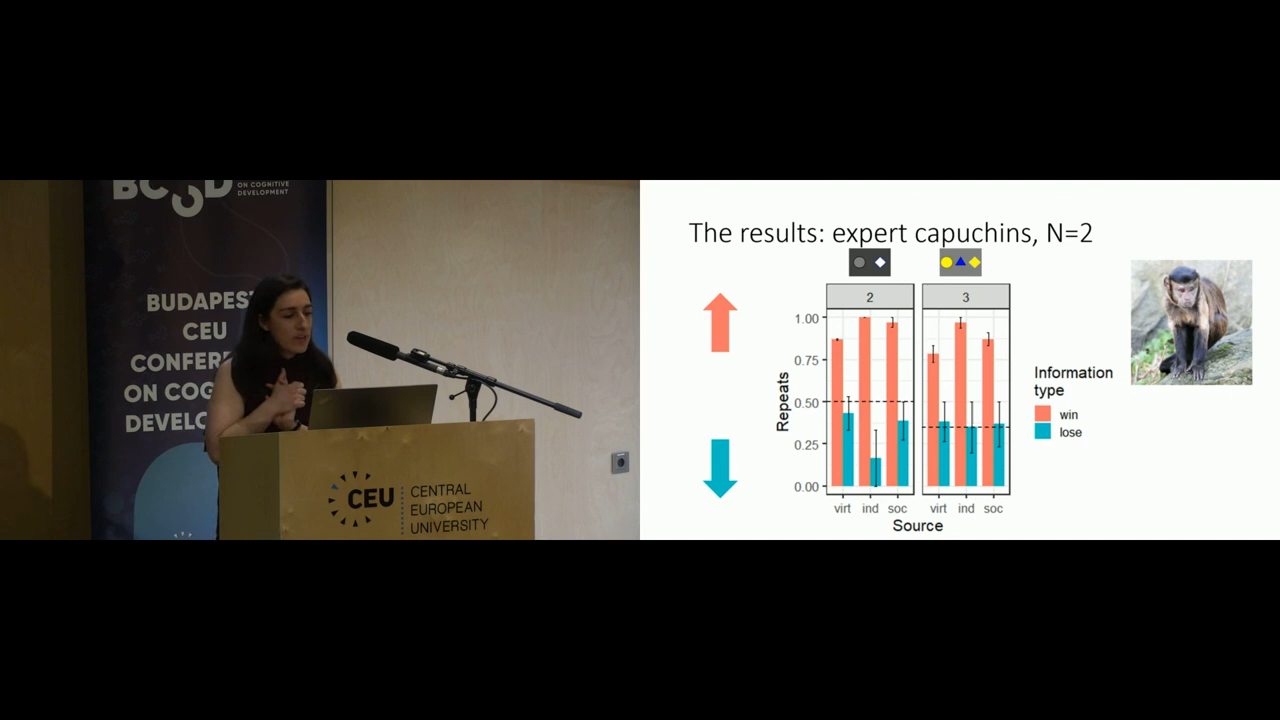 ON COGNITIVE
DEVELOPMENT
BUDAPEST
CEU
CONFER
ON COG
DEVELO
CEU
CENTRAL
EUROPEAN
UNIVERSITY
The results: expert capuchins, N=2
2
3
1.00
0.75
0.50
0.25
0.00
Repeats
virt ind soc
virt ind soc
Source
Information
type
win
lose